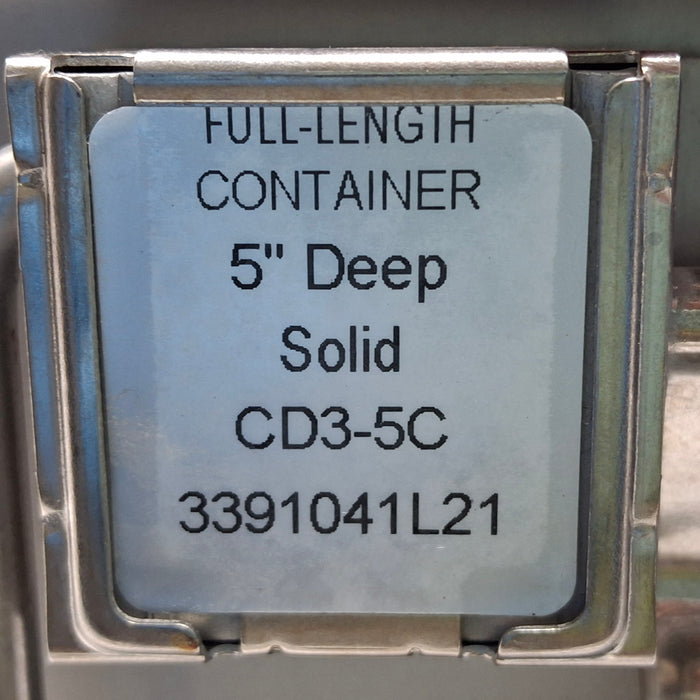 FULL-LENGTH
CONTAINER
5" Deep
Solid
CD3-5C
3391041L21